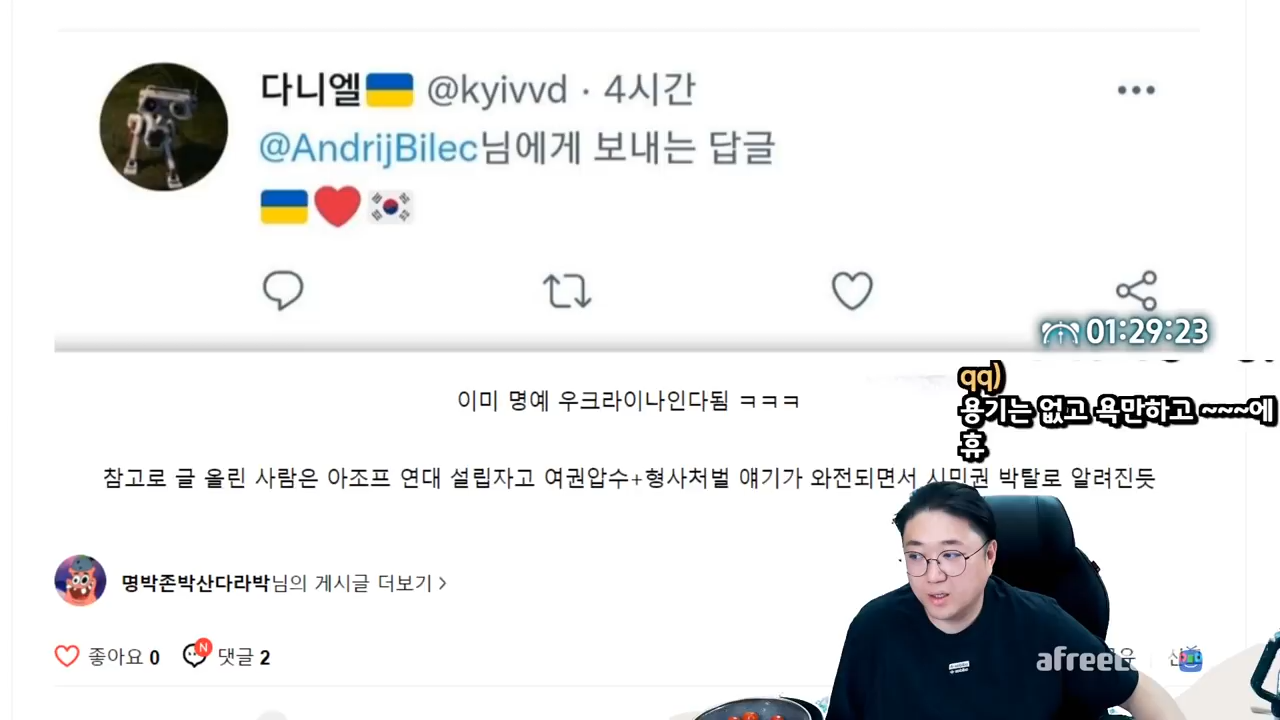 다니엘 @kyivvd · 4시간
@AndrijBilec님에게 보내는 답글
01:29:23
이미 명예 우크라이나인다됨 ㅋㅋㅋ
qq)
용기는 없고 욕만하고 ~~~에
휴
참고로 글 올린 사람은 아조프 연대 설립자고 여권압수+형사처벌 얘기가 와전되면서 시민권 박탈로 알려진듯
명박존박산다라박님의 게시글 더보기 >
좋아요 0 N 댓글 2
afreeca